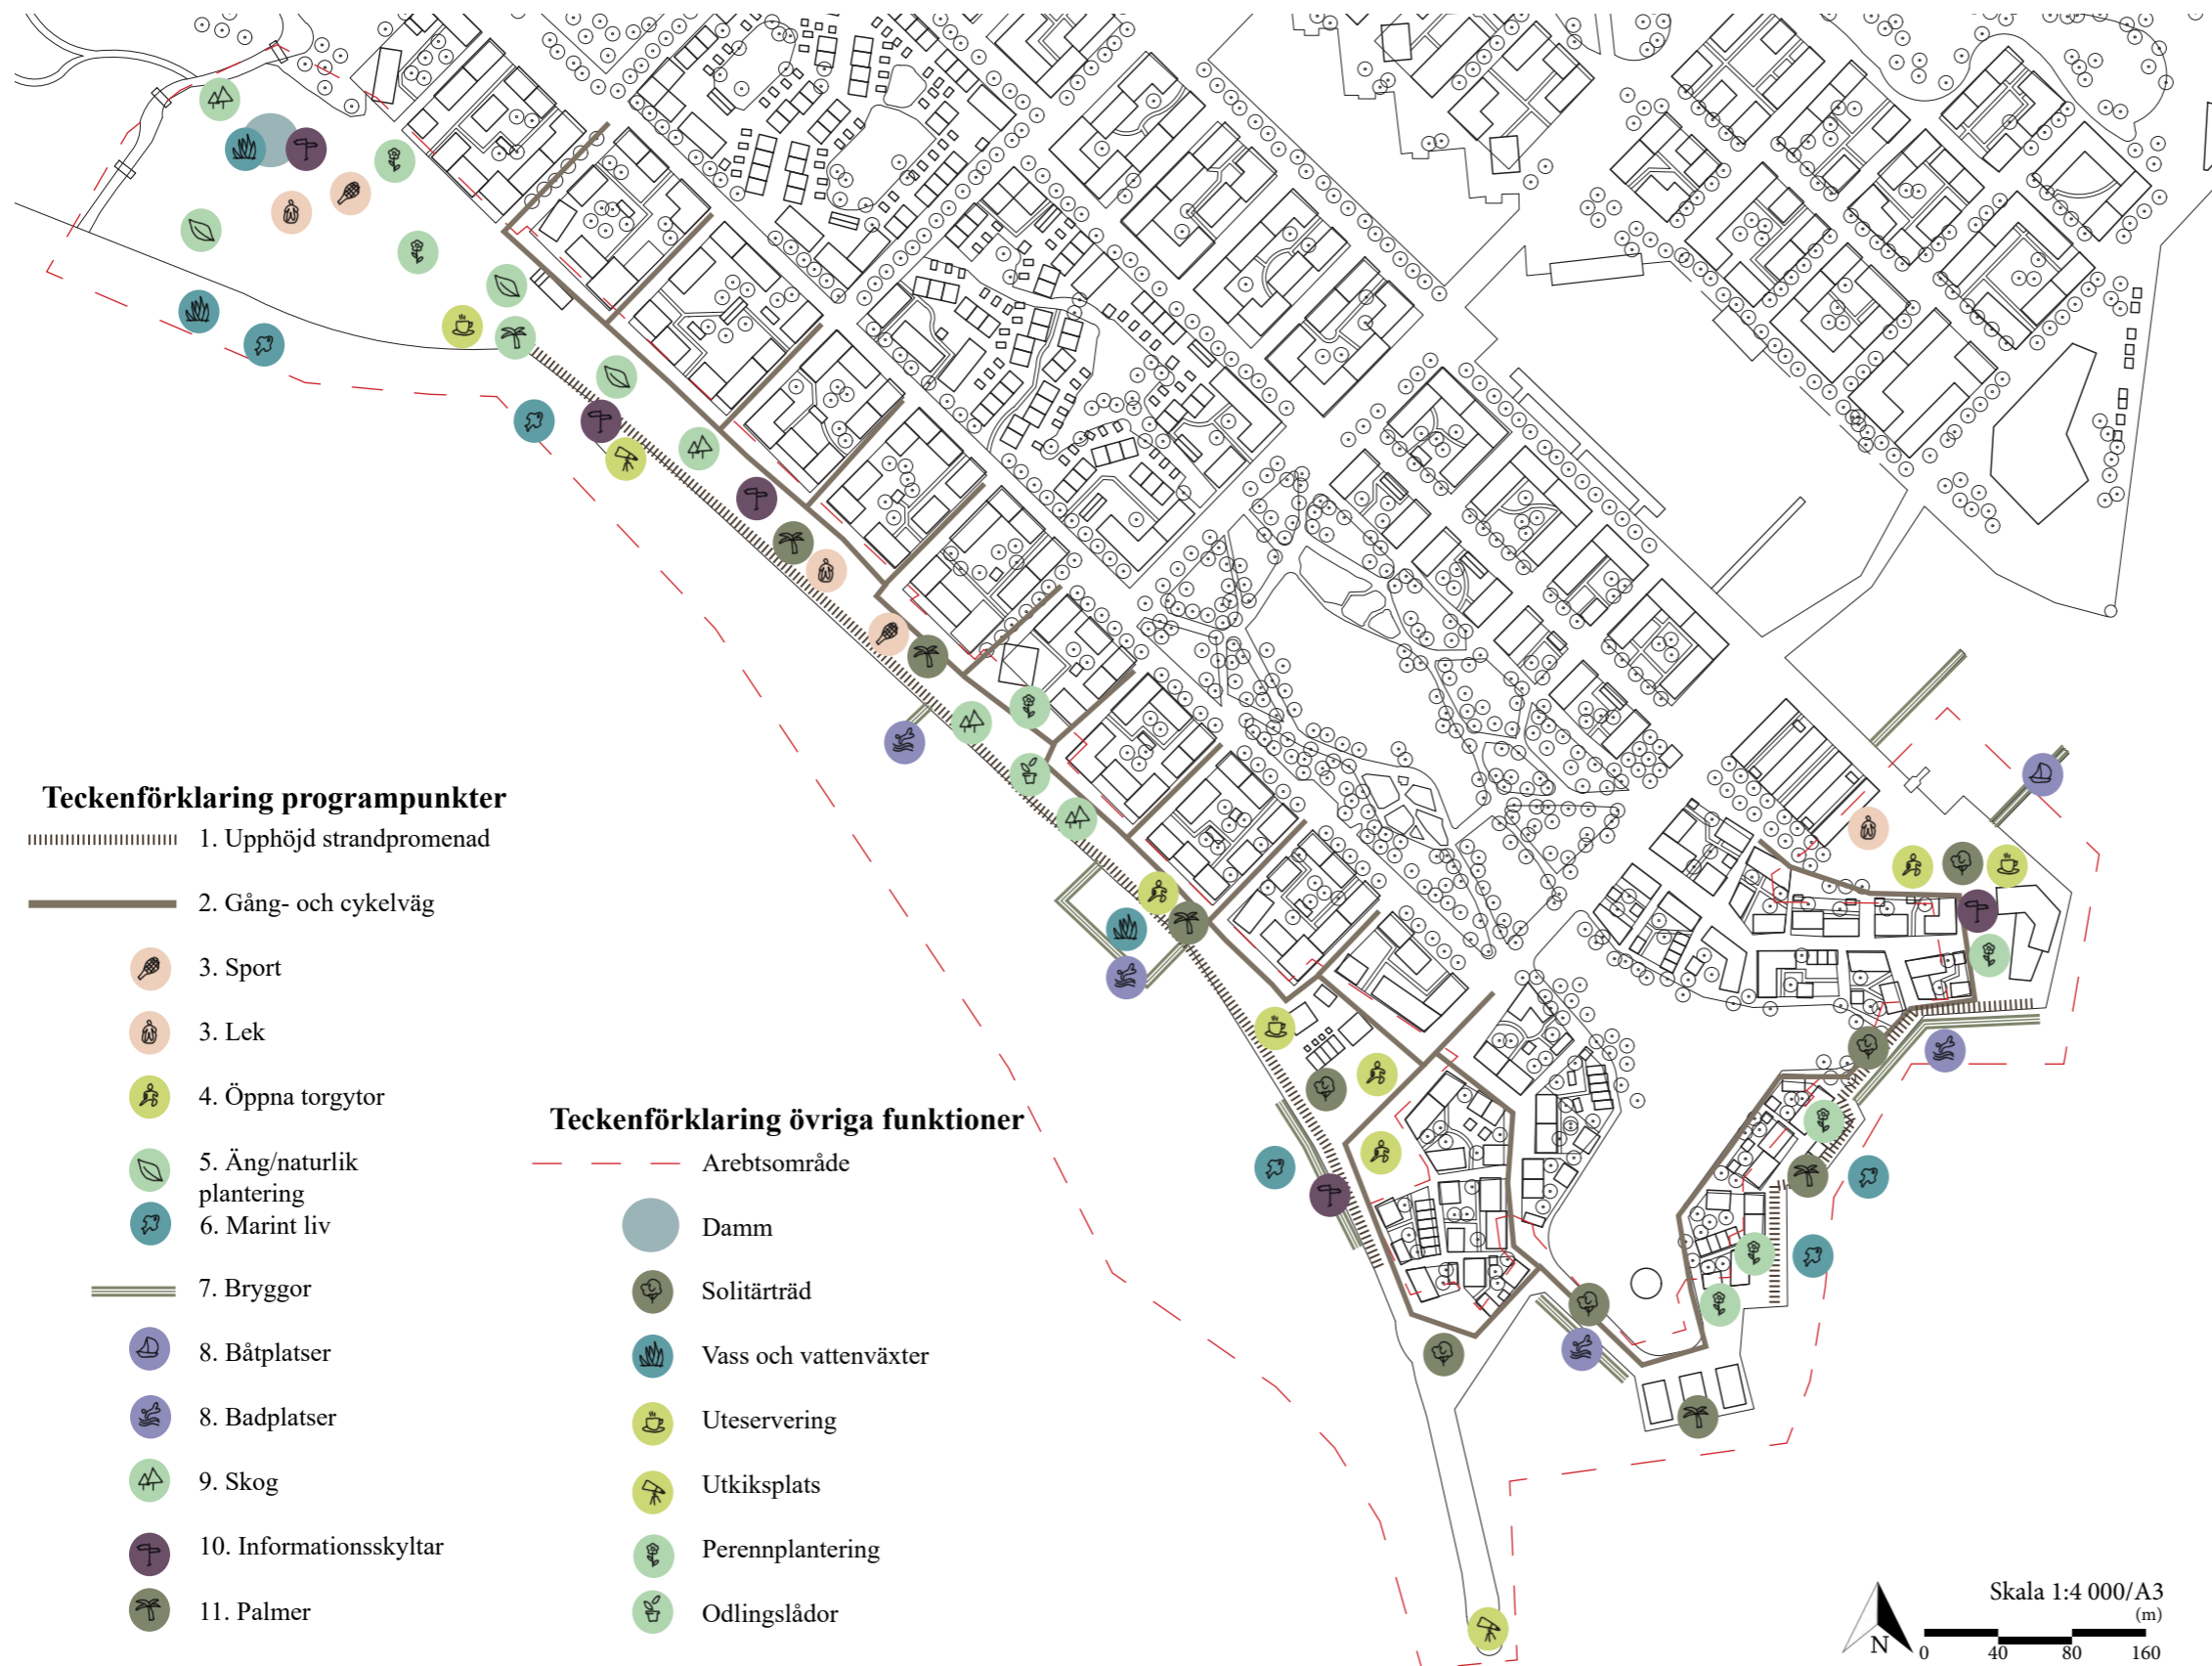 Teckenförklaring programpunkter
1. Upphöjd strandpromenad
2. Gång- och cykelväg
3. Sport
3. Lek
4. Öppna torgytor
5. Äng/naturlik
plantering
6. Marint liv
7. Bryggor
8. Båtplatser
8. Badplatser
9. Skog
10. Informationsskyltar
11. Palmer
Teckenförklaring övriga funktioner
Arebtsområde
Damm
Solitärträd
Vass och vattenväxter
Uteservering
Utkiksplats
Perennplantering
Odlingslådor
Skala 1:4 000/A3
(m)
N
0 40 80 160